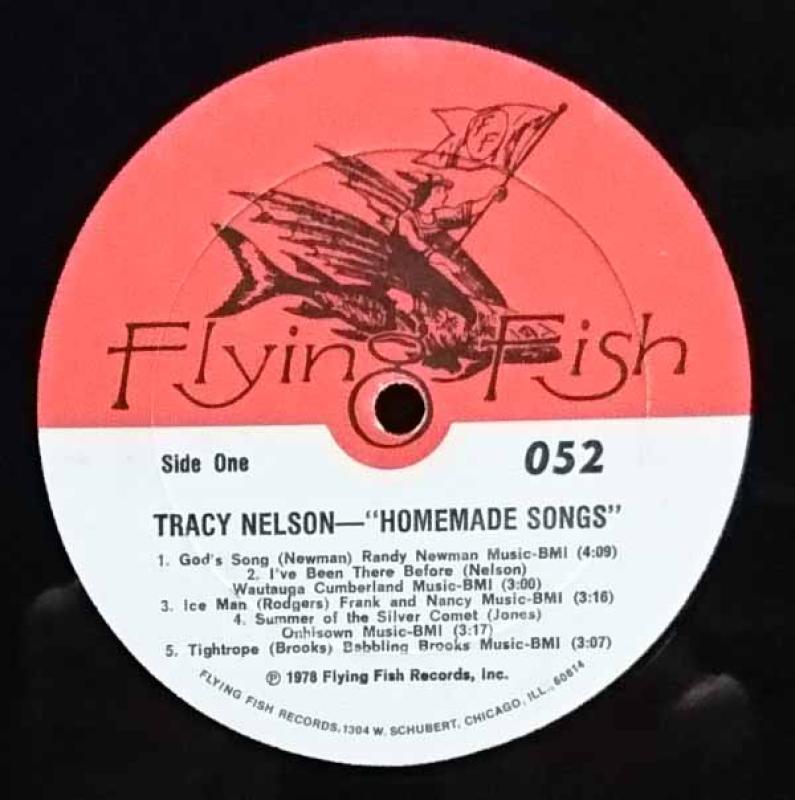 FF
Flying Fish
Side One 052
TRACY NELSON—"HOMEMADE SONGS"
1. God's Song (Newman) Randy Newman Music-BMI (4:09)
2. I've Been There Before (Nelson)
Wautauga Cumberland Music-BMI (3:00)
3. Ice Man (Rodgers) Frank and Nancy Music-BMI (3:16)
4. Summer of the Silver Comet (Jones)
Onhisown Music-BMI (3:17)
5. Tightrope (Brooks) Babbling Brooks Music-BMI (3:07)
℗ 1978 Flying Fish Records, Inc.
FLYING FISH RECORDS, 1304 W. SCHUBERT, CHICAGO, ILL., 60614